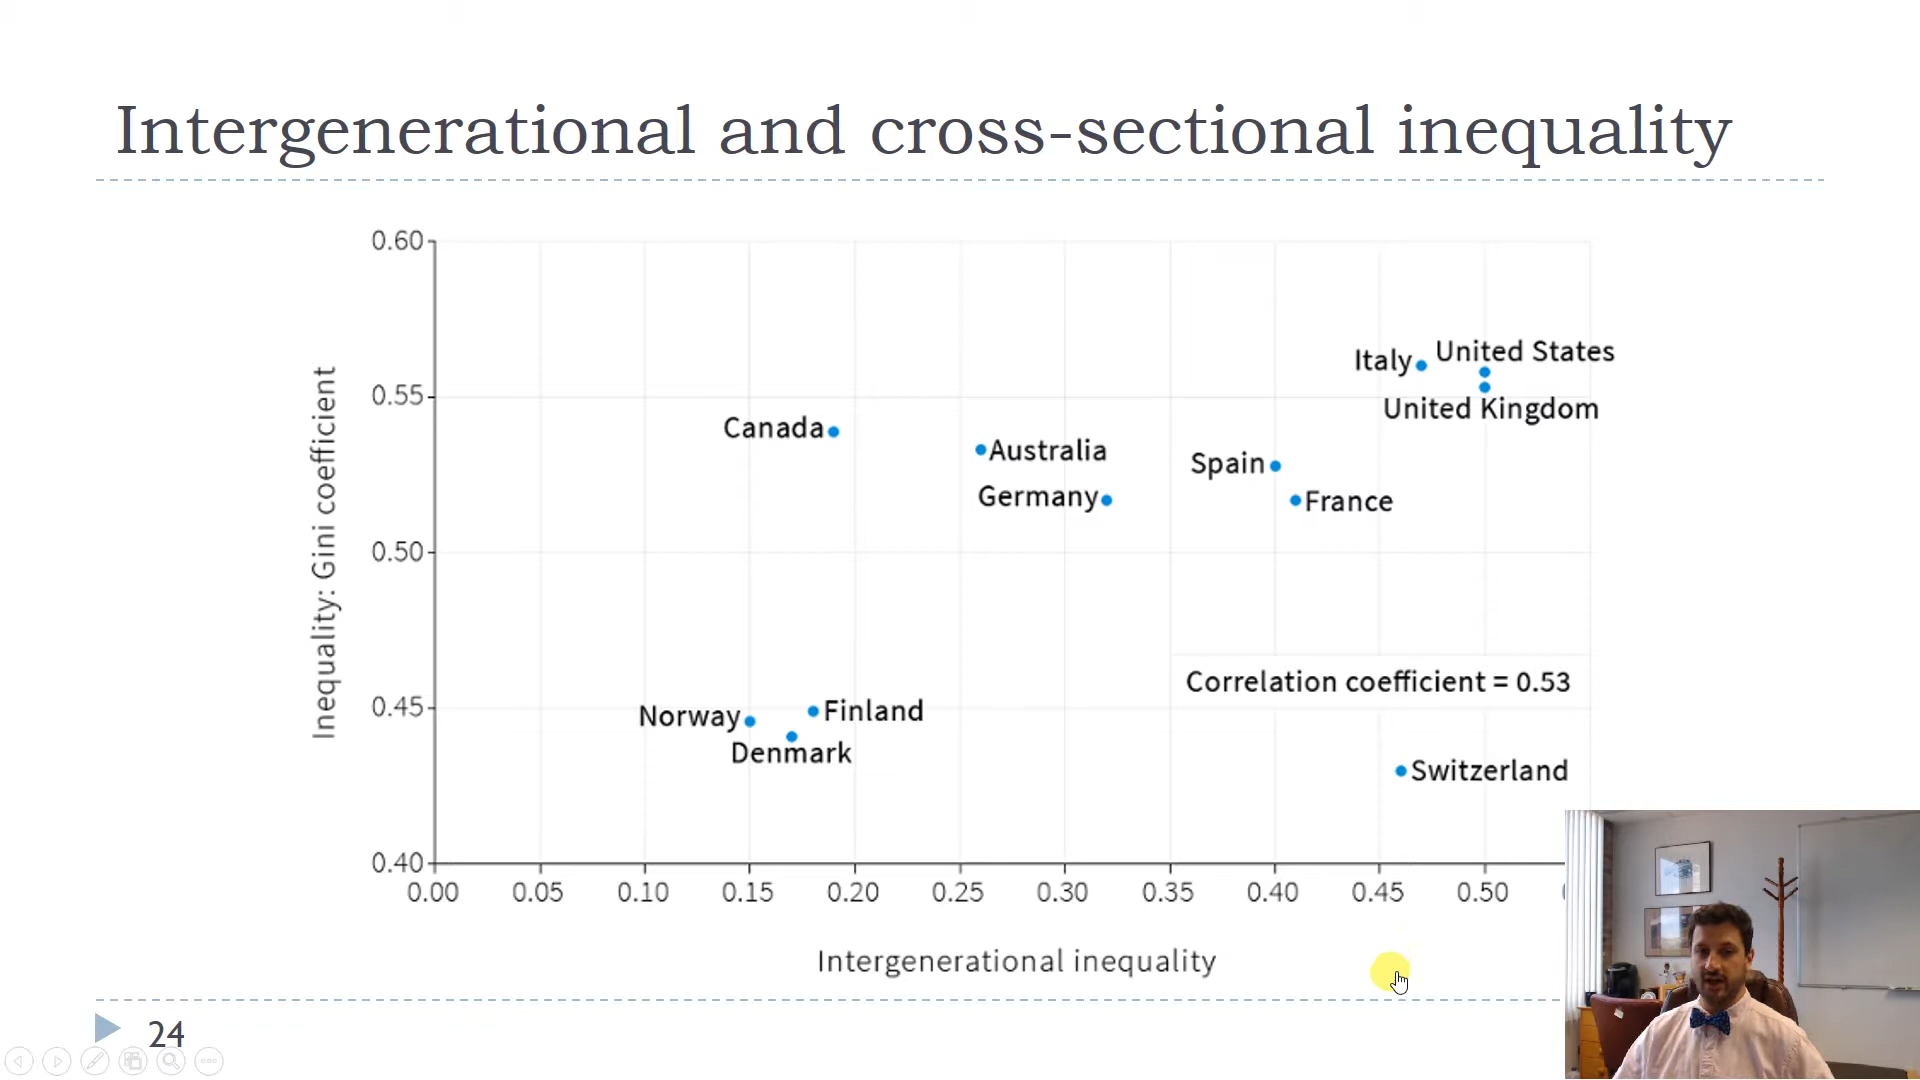 Intergenerational and cross-sectional inequality
Inequality: Gini coefficient
0.60
0.55
0.50
0.45
0.40
Italy
United States
United Kingdom
Canada
Australia
Spain
Germany
France
Correlation coefficient = 0.53
Norway
Finland
Denmark
Switzerland
0.00 0.05 0.10 0.15 0.20 0.25 0.30 0.35 0.40 0.45 0.50
Intergenerational inequality
24